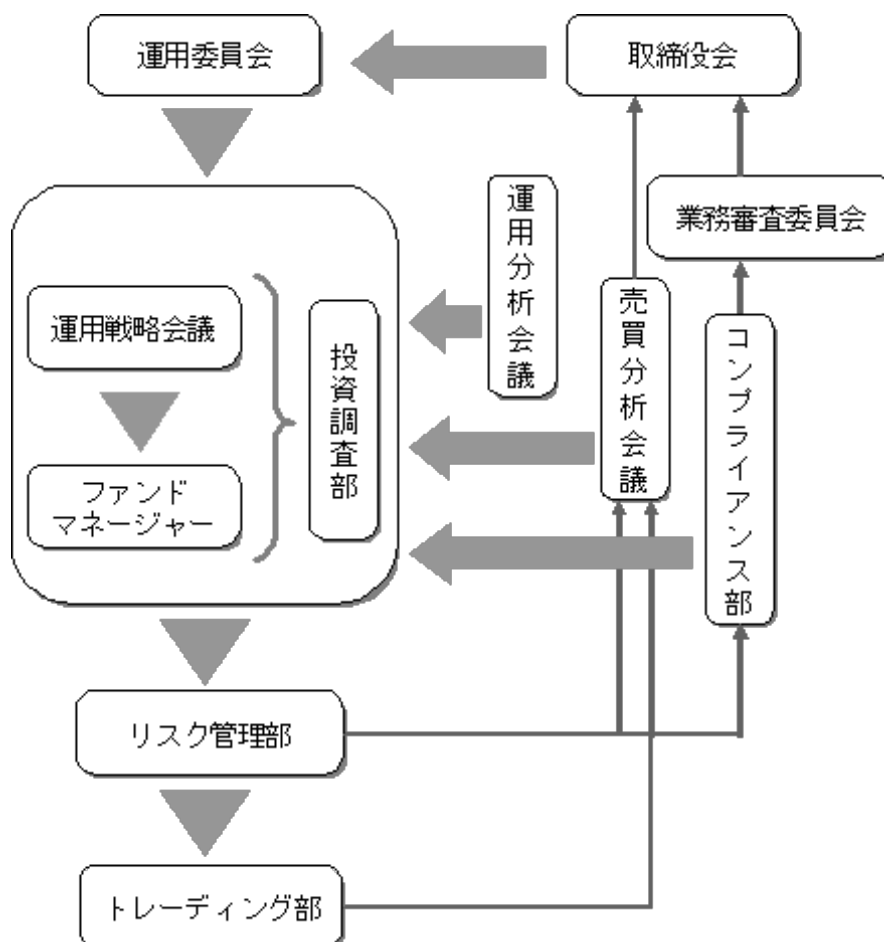 運用委員会
取締役会
運用分析会議
業務審査委員会
運用戦略会議
投資調査部
売買分析会議
コンプライアンス部
ファンド
マネージャー
リスク管理部
トレーディング部